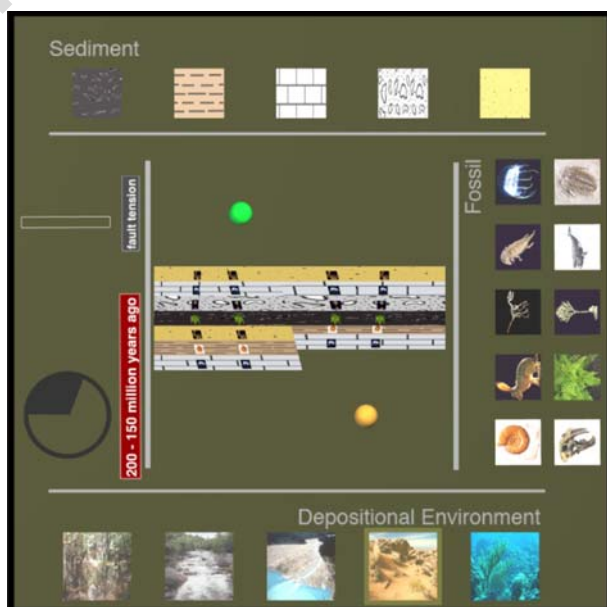 Sediment
fault tension
Fossil
200 - 150 million years ago
Depositional Environment